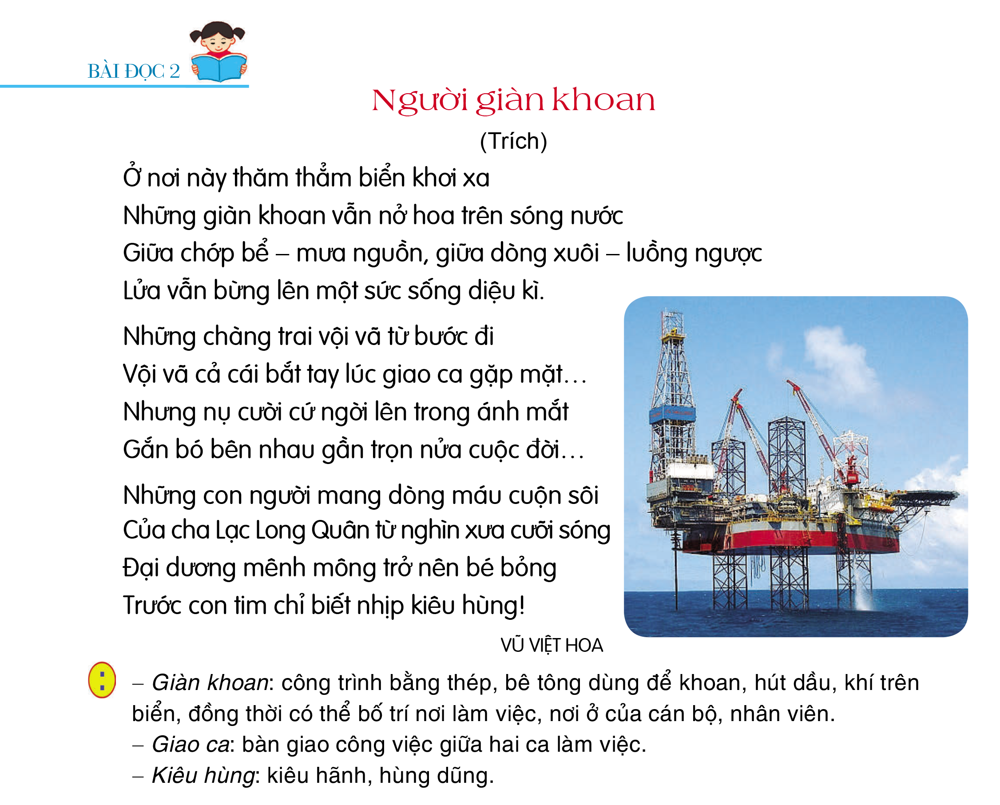 BÀI ĐỌC 2
Người giàn khoan
(Trích)
Ở nơi này thăm thẳm biển khơi xa
Những giàn khoan vẫn nở hoa trên sóng nước
Giữa chớp bể – mưa nguồn, giữa dòng xuôi – luồng ngược
Lửa vẫn bừng lên một sức sống diệu kì.
Những chàng trai vội vã từ bước đi
Vội vã cả cái bắt tay lúc giao ca gặp mặt...
Nhưng nụ cười cứ ngời lên trong ánh mắt
Gắn bó bên nhau gần trọn nửa cuộc đời...
Những con người mang dòng máu cuộn sôi
Của cha Lạc Long Quân từ nghìn xưa cưỡi sóng
Đại dương mênh mông trở nên bé bỏng
Trước con tim chỉ biết nhịp kiêu hùng!
VŨ VIỆT HOA
– Giàn khoan: công trình bằng thép, bê tông dùng để khoan, hút dầu, khí trên
biển, đồng thời có thể bố trí nơi làm việc, nơi ở của cán bộ, nhân viên.
– Giao ca: bàn giao công việc giữa hai ca làm việc.
– Kiêu hùng: kiêu hãnh, hùng dũng.